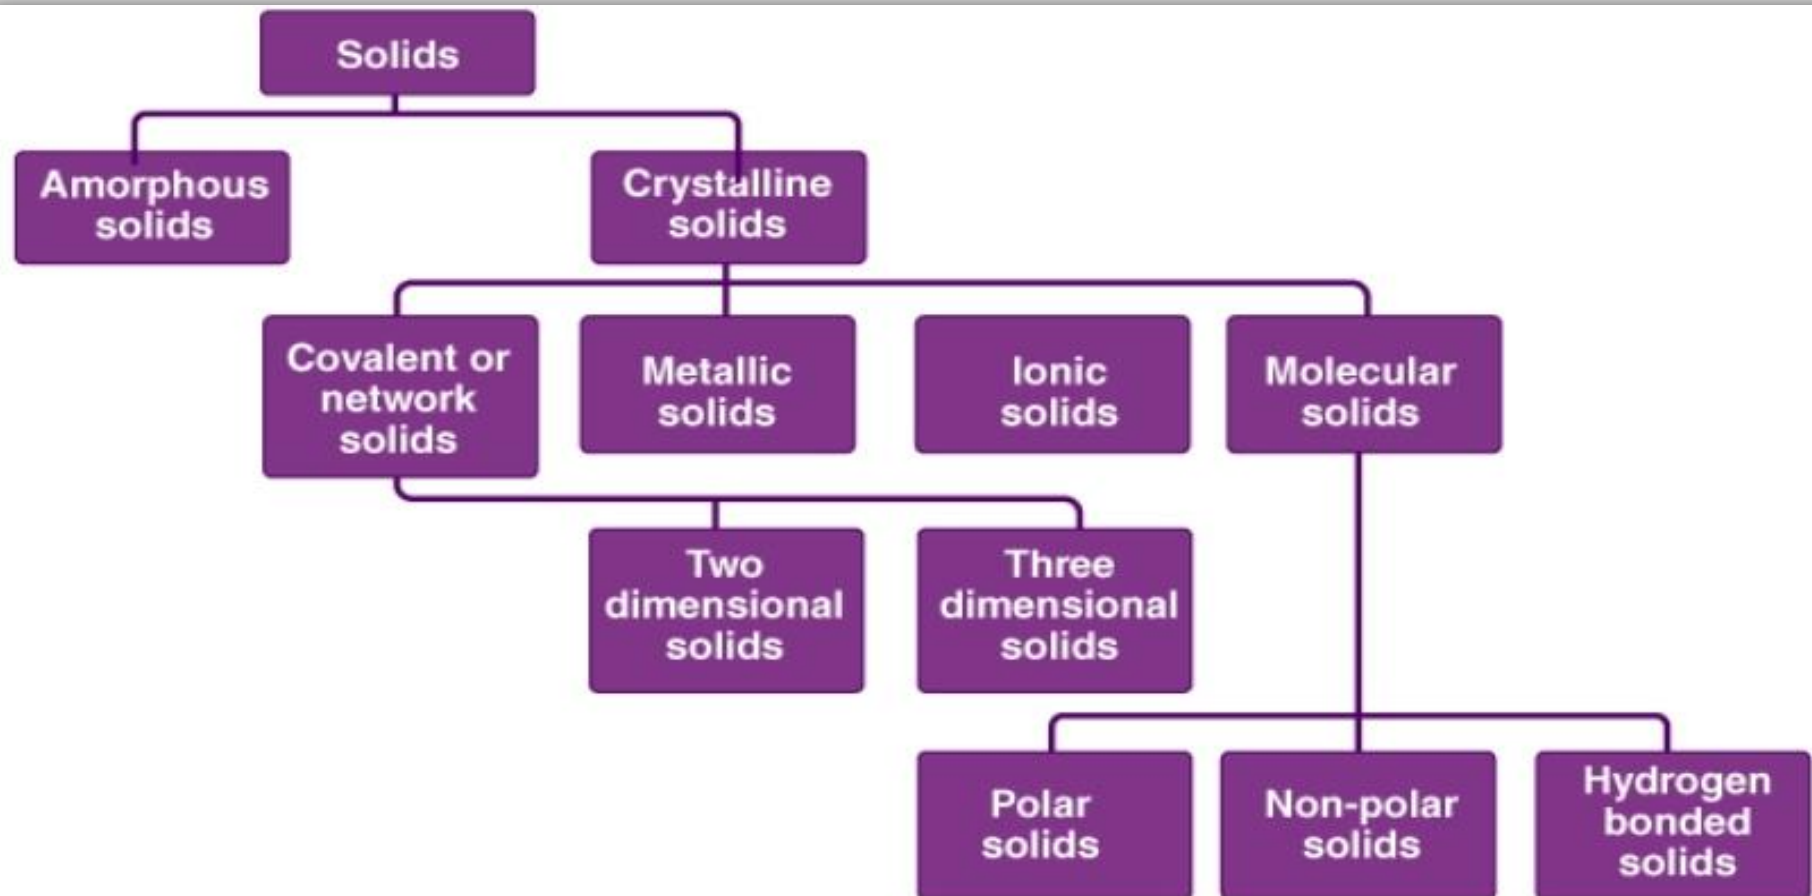 Solids
Amorphous
solids
Crystalline
solids
Covalent or
network
solids
Metallic
solids
Ionic
solids
Molecular
solids
Two
dimensional
solids
Three
dimensional
solids
Polar
solids
Non-polar
solids
Hydrogen
bonded
solids